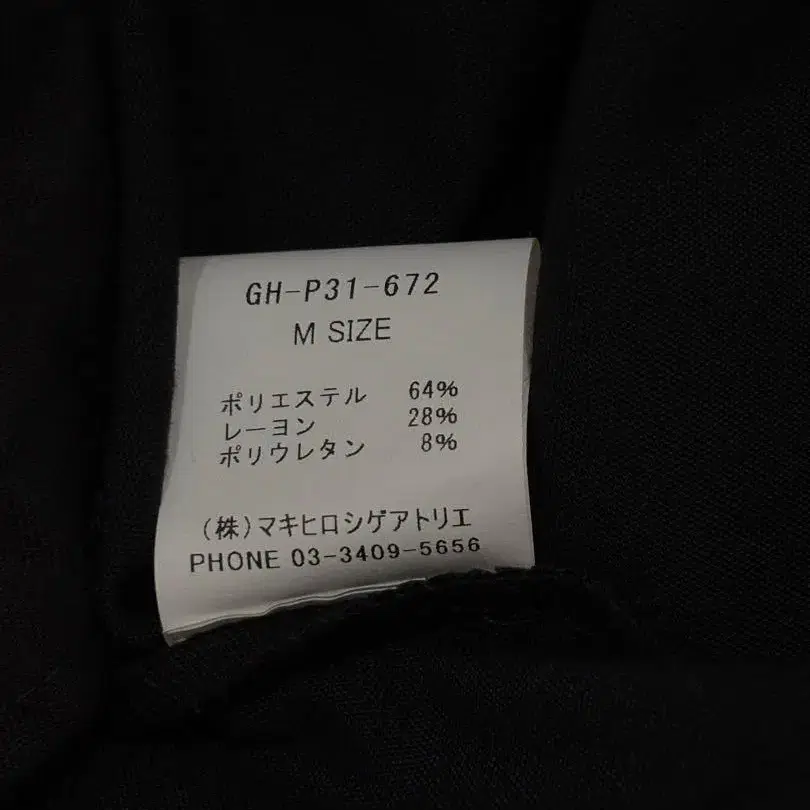 GH-P31-672
M SIZE
ポリエステル 64%
レーヨン 28%
ポリウレタン 8%
(株)マキヒロシゲアトリエ
PHONE 03-3409-5656